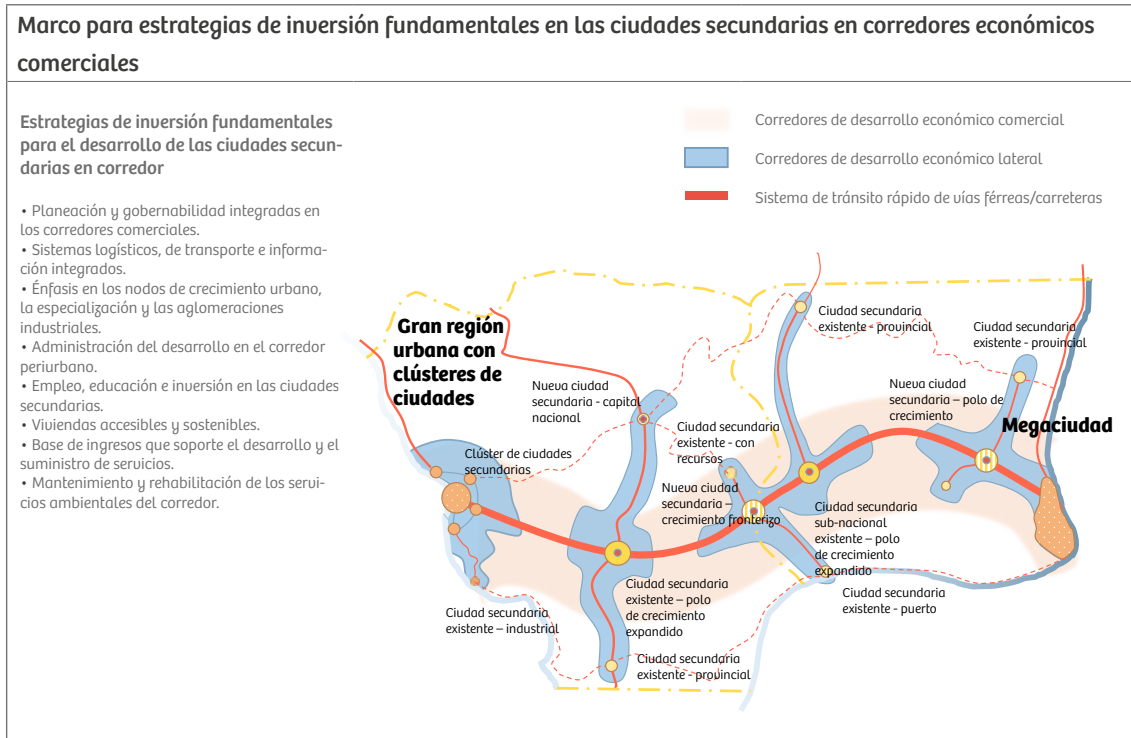 Marco para estrategias de inversión fundamentales en las ciudades secundarias en corredores económicos
comerciales
Estrategias de inversión fundamentales
para el desarrollo de las ciudades secun-
darias en corredor
• Planeación y gobernabilidad integradas en
los corredores comerciales.
• Sistemas logísticos, de transporte e informa-
ción integrados.
• Énfasis en los nodos de crecimiento urbano,
la especialización y las aglomeraciones
industriales.
• Administración del desarrollo en el corredor
periurbano.
• Empleo, educación e inversión en las ciudades
secundarias.
• Viviendas accesibles y sostenibles.
• Base de ingresos que soporte el desarrollo y el
suministro de servicios.
• Mantenimiento y rehabilitación de los servi-
cios ambientales del corredor.
Corredores de desarrollo económico comercial
Corredores de desarrollo económico lateral
Sistema de tránsito rápido de vías férreas/carreteras
Gran región
urbana con
clústeres de
ciudades
Nueva ciudad
secundaria - capital
nacional
Clúster de ciudades
secundarias
Ciudad secundaria
existente – industrial
Ciudad secundaria
existente - con
recursos
Nueva ciudad
secundaria –
crecimiento fronterizo
Ciudad secundaria
existente – polo
de crecimiento
expandido
Ciudad secundaria
existente - provincial
Ciudad secundaria
existente - provincial
Ciudad secundaria
existente - provincial
Nueva ciudad
secundaria – polo de
crecimiento
Megaciudad
Ciudad secundaria
sub-nacional
existente – polo
de crecimiento
expandido
Ciudad secundaria
existente - puerto